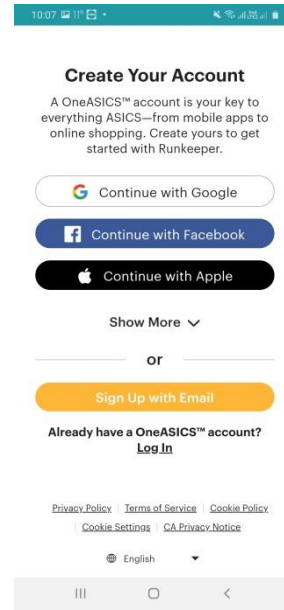 10:07 11°
Create Your Account
A OneASICS™ account is your key to
everything ASICS—from mobile apps to
online shopping. Create yours to get
started with Runkeeper.
Continue with Google
Continue with Facebook
Continue with Apple
Show More
or
Sign Up with Email
Already have a OneASICS™ account?
Log In
Privacy Policy | Terms of Service | Cookie Policy
Cookie Settings | CA Privacy Notice
English